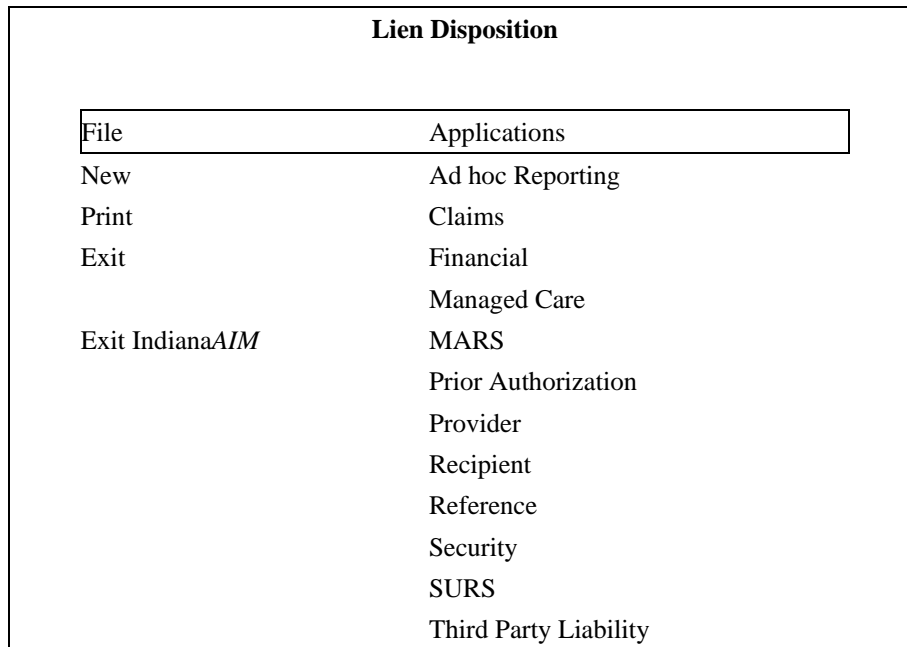 Lien Disposition
File Applications
New Ad hoc Reporting
Print Claims
Exit Financial
Managed Care
Exit IndianaAIM MARS
Prior Authorization
Provider
Recipient
Reference
Security
SURS
Third Party Liability